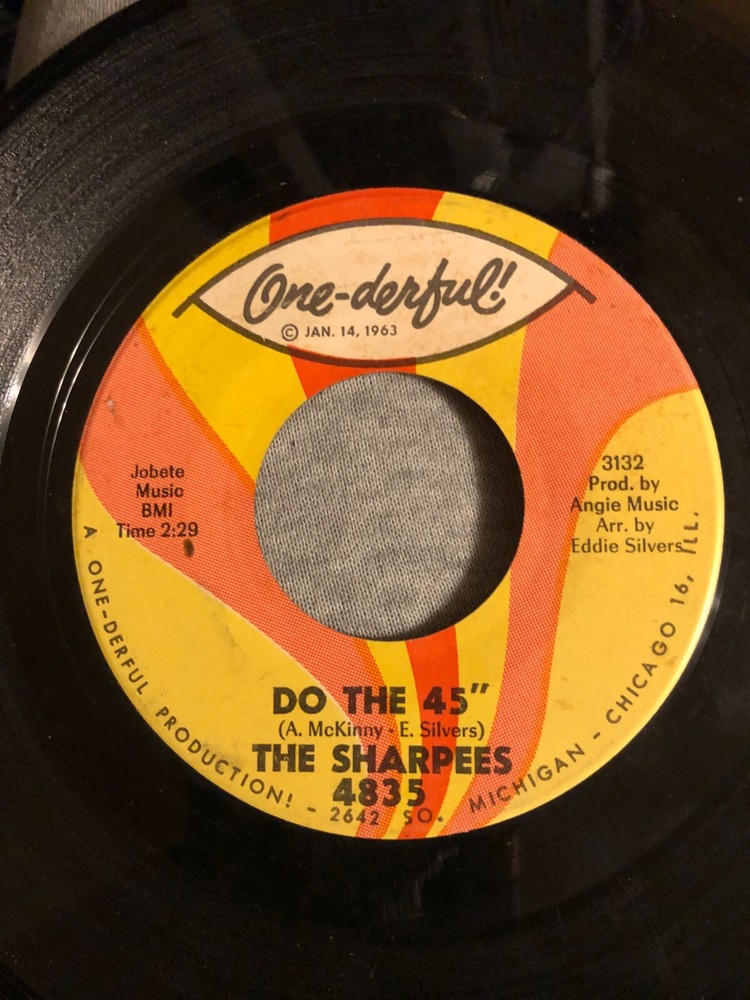 One-derful!
© JAN. 14, 1963
Jobete
Music
BMI
Time 2:29
3132
Prod. by
Angie Music
Arr. by
Eddie Silvers
DO THE 45"
(A. McKinny - E. Silvers)
THE SHARPEES
4835
A ONE-DERFUL PRODUCTION! - 2642 SO. MICHIGAN - CHICAGO 16, ILL.